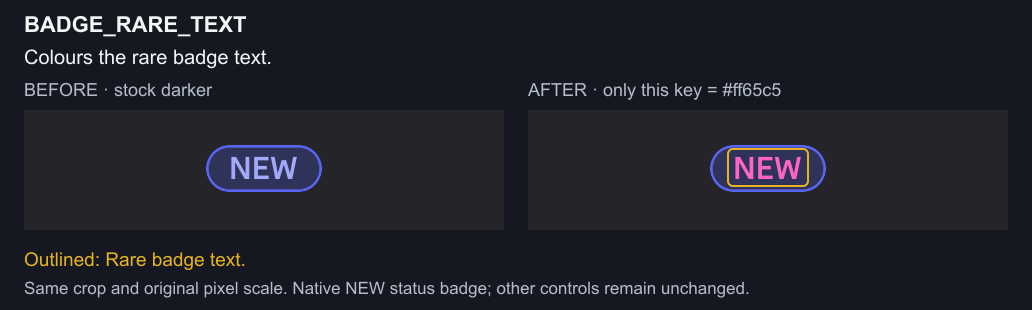 BADGE_RARE_TEXT
Colours the rare badge text.
BEFORE · stock darker
AFTER · only this key = #ff65c5
NEW
NEW
Outlined: Rare badge text.
Same crop and original pixel scale. Native NEW status badge; other controls remain unchanged.